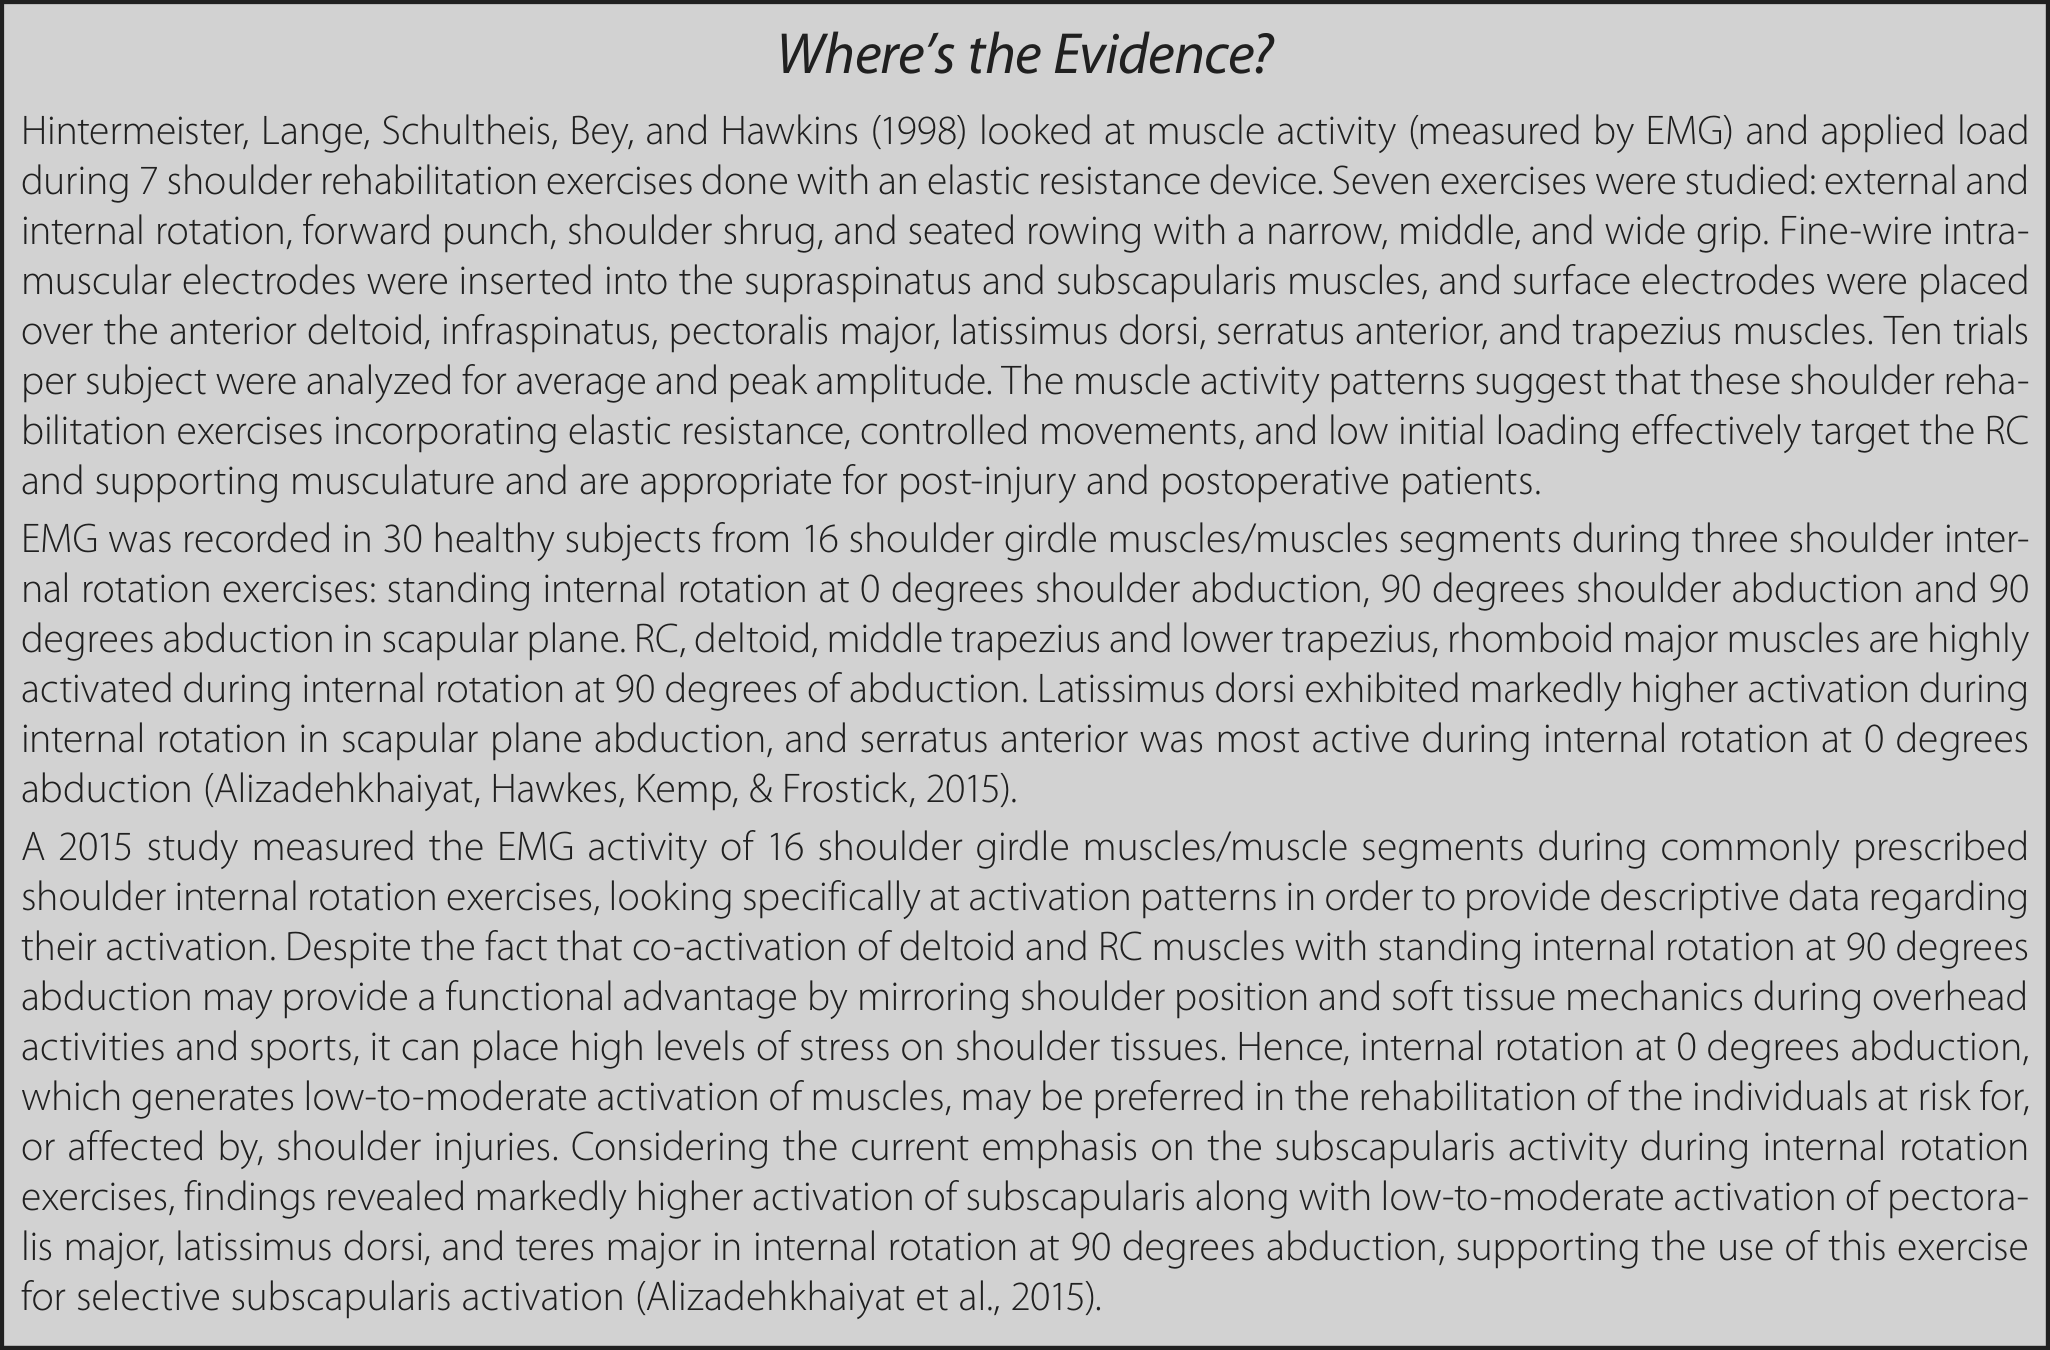 Where’s the Evidence?
Hintermeister, Lange, Schultheis, Bey, and Hawkins (1998) looked at muscle activity (measured by EMG) and applied load
during 7 shoulder rehabilitation exercises done with an elastic resistance device. Seven exercises were studied: external and
internal rotation, forward punch, shoulder shrug, and seated rowing with a narrow, middle, and wide grip. Fine-wire intra-
muscular electrodes were inserted into the supraspinatus and subscapularis muscles, and surface electrodes were placed
over the anterior deltoid, infraspinatus, pectoralis major, latissimus dorsi, serratus anterior, and trapezius muscles. Ten trials
per subject were analyzed for average and peak amplitude. The muscle activity patterns suggest that these shoulder reha-
bilitation exercises incorporating elastic resistance, controlled movements, and low initial loading effectively target the RC
and supporting musculature and are appropriate for post-injury and postoperative patients.
EMG was recorded in 30 healthy subjects from 16 shoulder girdle muscles/muscles segments during three shoulder inter-
nal rotation exercises: standing internal rotation at 0 degrees shoulder abduction, 90 degrees shoulder abduction and 90
degrees abduction in scapular plane. RC, deltoid, middle trapezius and lower trapezius, rhomboid major muscles are highly
activated during internal rotation at 90 degrees of abduction. Latissimus dorsi exhibited markedly higher activation during
internal rotation in scapular plane abduction, and serratus anterior was most active during internal rotation at 0 degrees
abduction (Alizadehkhaiyat, Hawkes, Kemp, & Frostick, 2015).
A 2015 study measured the EMG activity of 16 shoulder girdle muscles/muscle segments during commonly prescribed
shoulder internal rotation exercises, looking specifically at activation patterns in order to provide descriptive data regarding
their activation. Despite the fact that co-activation of deltoid and RC muscles with standing internal rotation at 90 degrees
abduction may provide a functional advantage by mirroring shoulder position and soft tissue mechanics during overhead
activities and sports, it can place high levels of stress on shoulder tissues. Hence, internal rotation at 0 degrees abduction,
which generates low-to-moderate activation of muscles, may be preferred in the rehabilitation of the individuals at risk for,
or affected by, shoulder injuries. Considering the current emphasis on the subscapularis activity during internal rotation
exercises, findings revealed markedly higher activation of subscapularis along with low-to-moderate activation of pectora-
lis major, latissimus dorsi, and teres major in internal rotation at 90 degrees abduction, supporting the use of this exercise
for selective subscapularis activation (Alizadehkhaiyat et al., 2015).